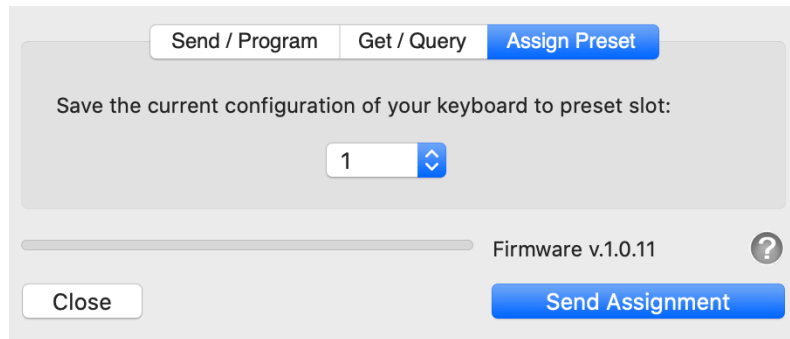 Send / Program Get / Query Assign Preset
Save the current configuration of your keyboard to preset slot:
1
Firmware v.1.0.11 ?
Close Send Assignment